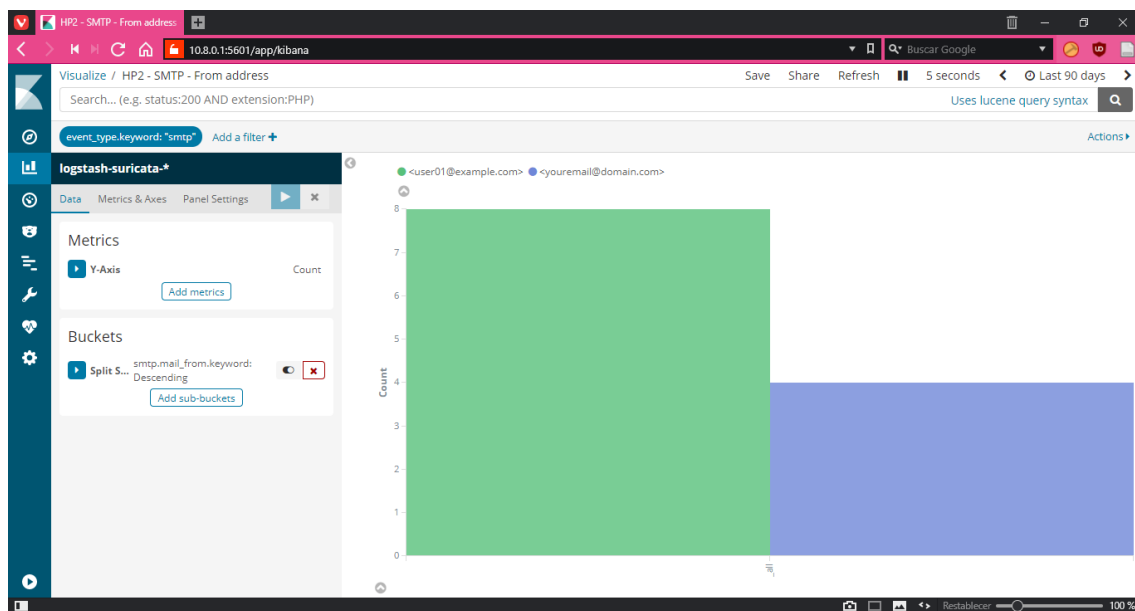 HP2 - SMTP - From address
10.8.0.1:5601/app/kibana
Buscar Google
Visualize / HP2 - SMTP - From address
Save Share Refresh 5 seconds Last 90 days
Search... (e.g. status:200 AND extension:PHP)
Uses lucene query syntax
event_type.keyword: "smtp" Add a filter +
Actions
logstash-suricata-*
Data Metrics & Axes Panel Settings
Metrics
Y-Axis Count
Add metrics
Buckets
Split S... smtp.mail_from.keyword:
Descending
Add sub-buckets
<user01@example.com> <youremail@domain.com>
8
7
6
5
4
3
2
1
0
Count
Restablecer 100 %